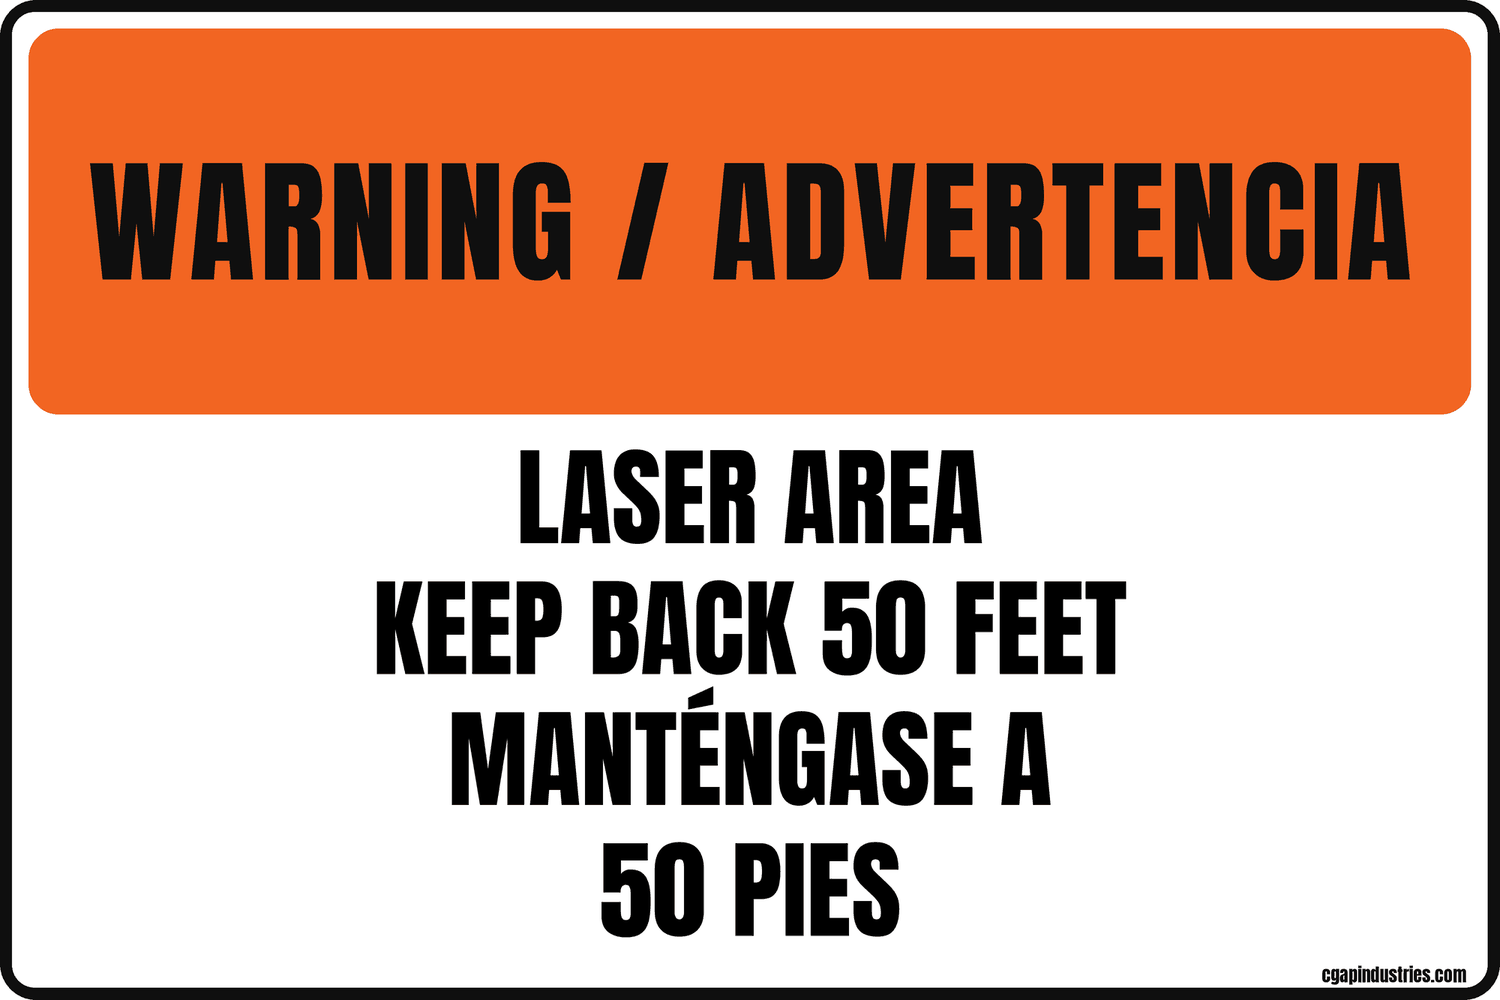 WARNING / ADVERTENCIA
LASER AREA
KEEP BACK 50 FEET
MANTÉNGASE A
50 PIES
cgapindustries.com